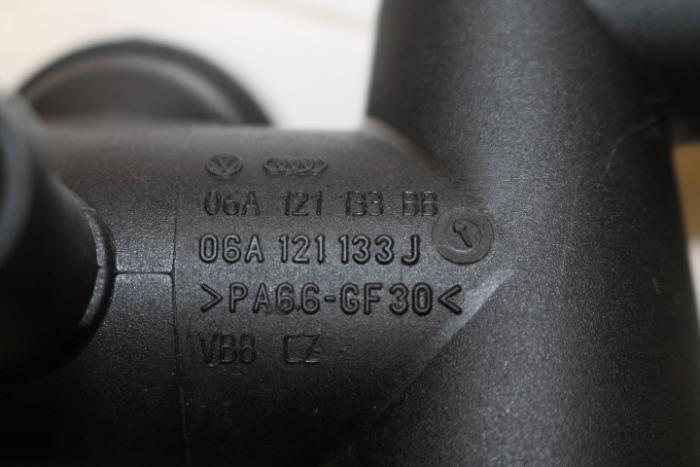 06A 121 133 BB
06A 121 133 J
>PA6.6-GF30<
VBB CZ